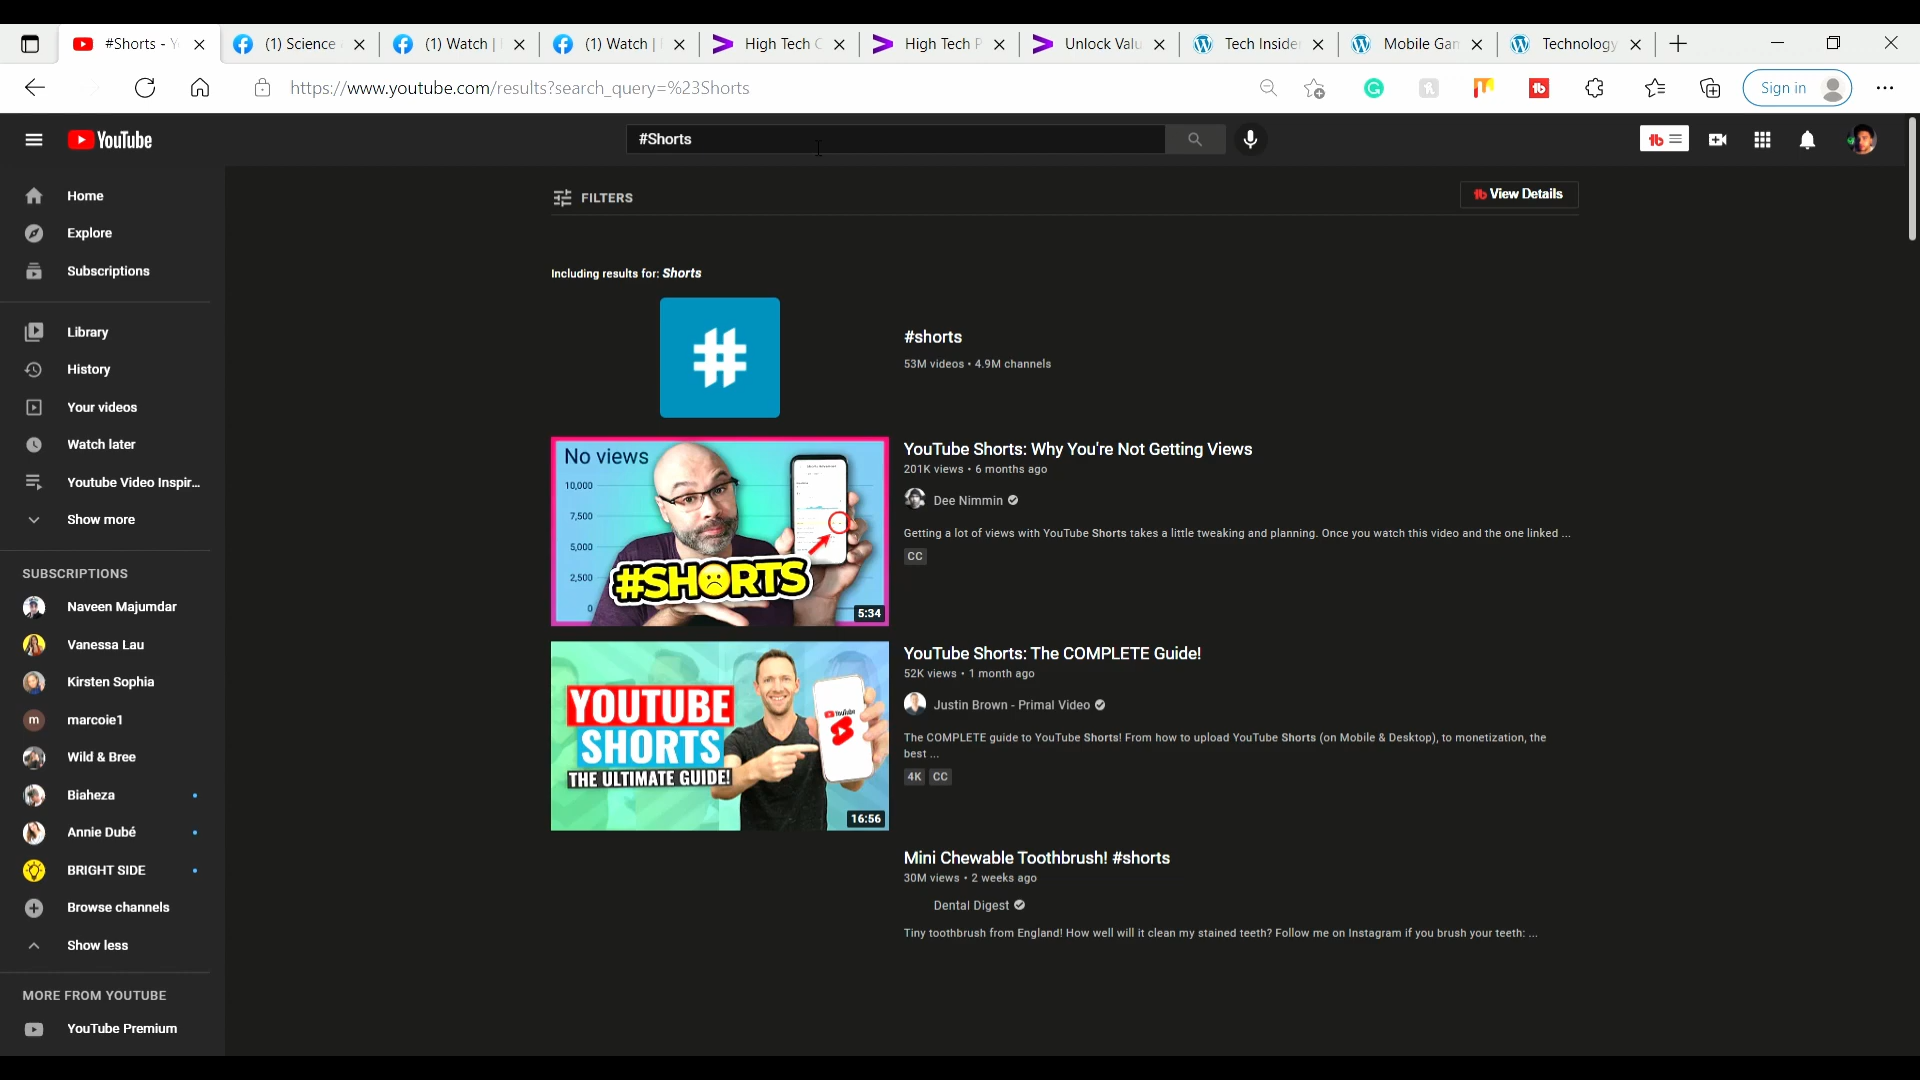 #Shorts - Y
(1) Science
(1) Watch |
(1) Watch |
High Tech C
High Tech P
Unlock Valu
Tech Inside
Mobile Gam
Technology
https://www.youtube.com/results?search_query=%23Shorts
Sign in
YouTube
#Shorts
Home
Explore
Subscriptions
Library
History
Your videos
Watch later
Youtube Video Inspir...
Show more
SUBSCRIPTIONS
Naveen Majumdar
Vanessa Lau
Kirsten Sophia
m
marcoie1
Wild & Bree
Biaheza
Annie Dubé
BRIGHT SIDE
Browse channels
Show less
MORE FROM YOUTUBE
YouTube Premium
FILTERS
View Details
Including results for: Shorts
#
#shorts
53M videos • 4.9M channels
No views
10,000
7,500
5,000
2,500
0
#SHORTS
5:34
YouTube Shorts: Why You're Not Getting Views
201K views • 6 months ago
Dee Nimmin
Getting a lot of views with YouTube Shorts takes a little tweaking and planning. Once you watch this video and the one linked ...
CC
YOUTUBE
SHORTS
THE ULTIMATE GUIDE!
YouTube
16:56
YouTube Shorts: The COMPLETE Guide!
52K views • 1 month ago
Justin Brown - Primal Video
The COMPLETE guide to YouTube Shorts! From how to upload YouTube Shorts (on Mobile & Desktop), to monetization, the
best ...
4K CC
Mini Chewable Toothbrush! #shorts
30M views • 2 weeks ago
Dental Digest
Tiny toothbrush from England! How well will it clean my stained teeth? Follow me on Instagram if you brush your teeth: ...